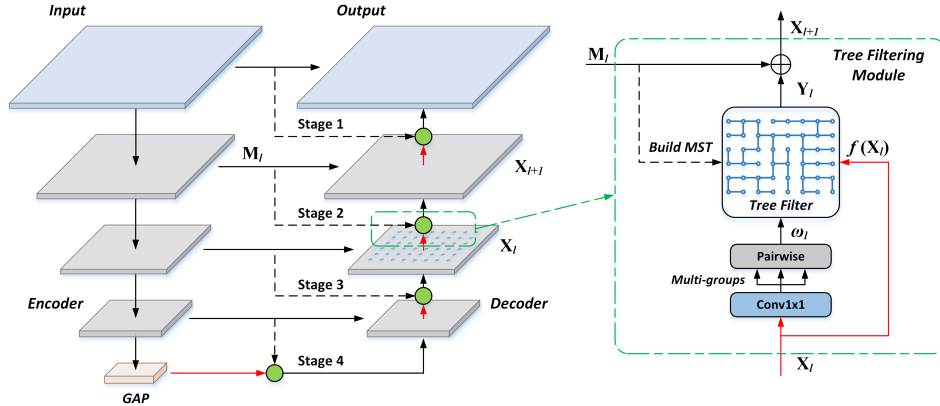 Input
Output
Stage 1
M_l
X_{l+1}
Stage 2
X_l
Stage 3
Encoder
Decoder
Stage 4
GAP
X_{l+1}
M_l
Tree Filtering
Module
Y_l
Build MST
f (X_l)
Tree Filter
ω_l
Pairwise
Multi-groups
Conv1x1
X_l